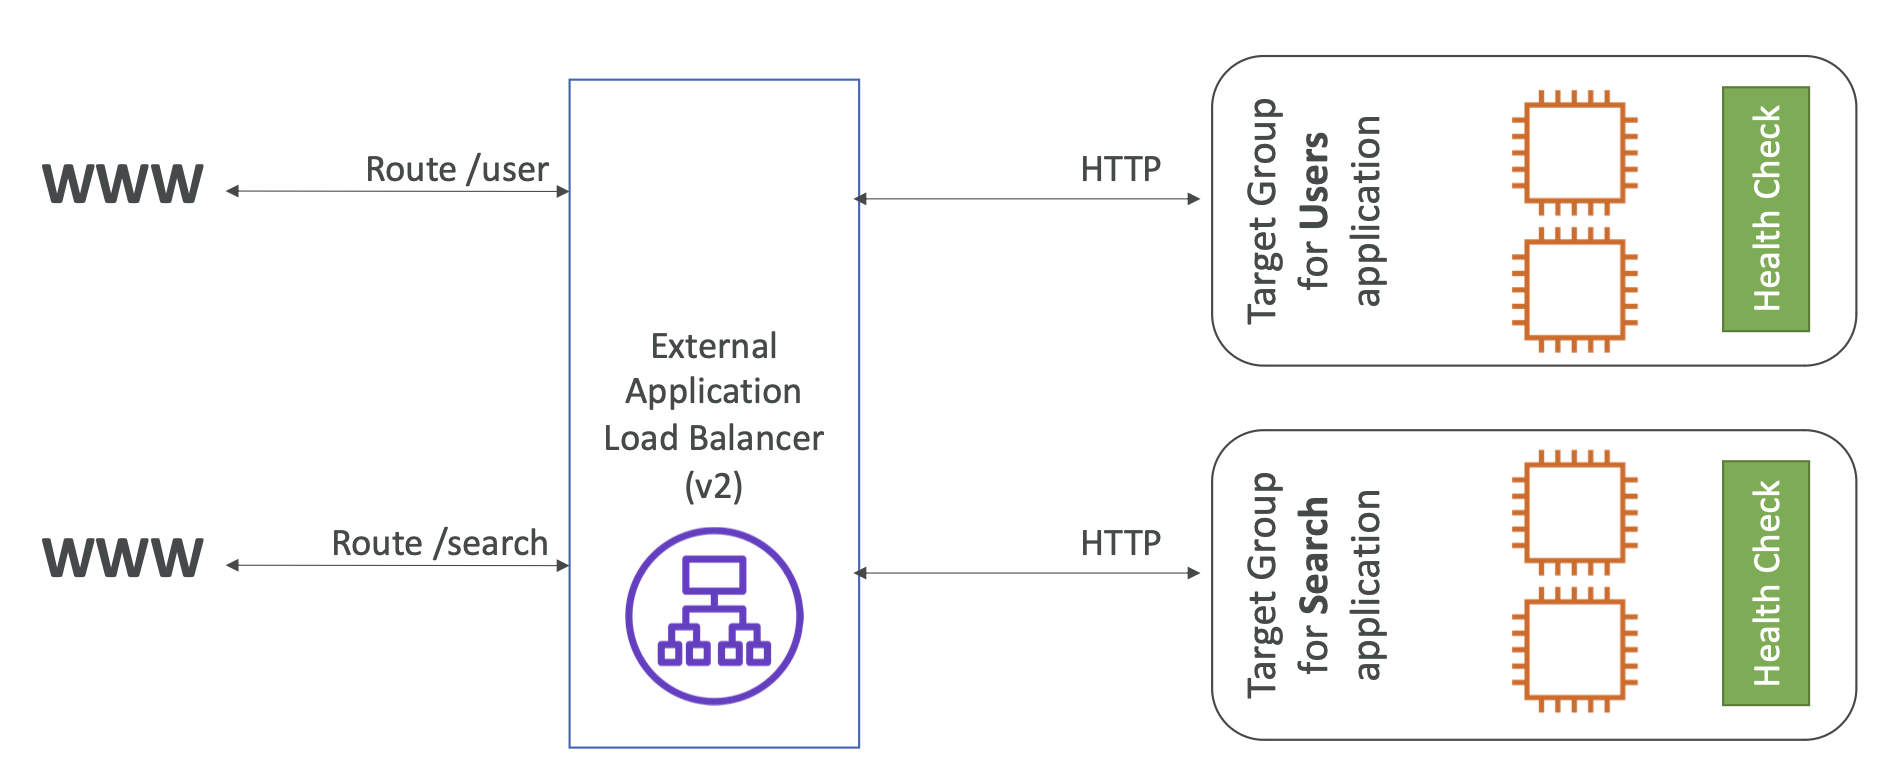 WWW
Route /user
HTTP
Target Group
for Users
application
Health Check
External
Application
Load Balancer
(v2)
WWW
Route /search
HTTP
Target Group
for Search
application
Health Check